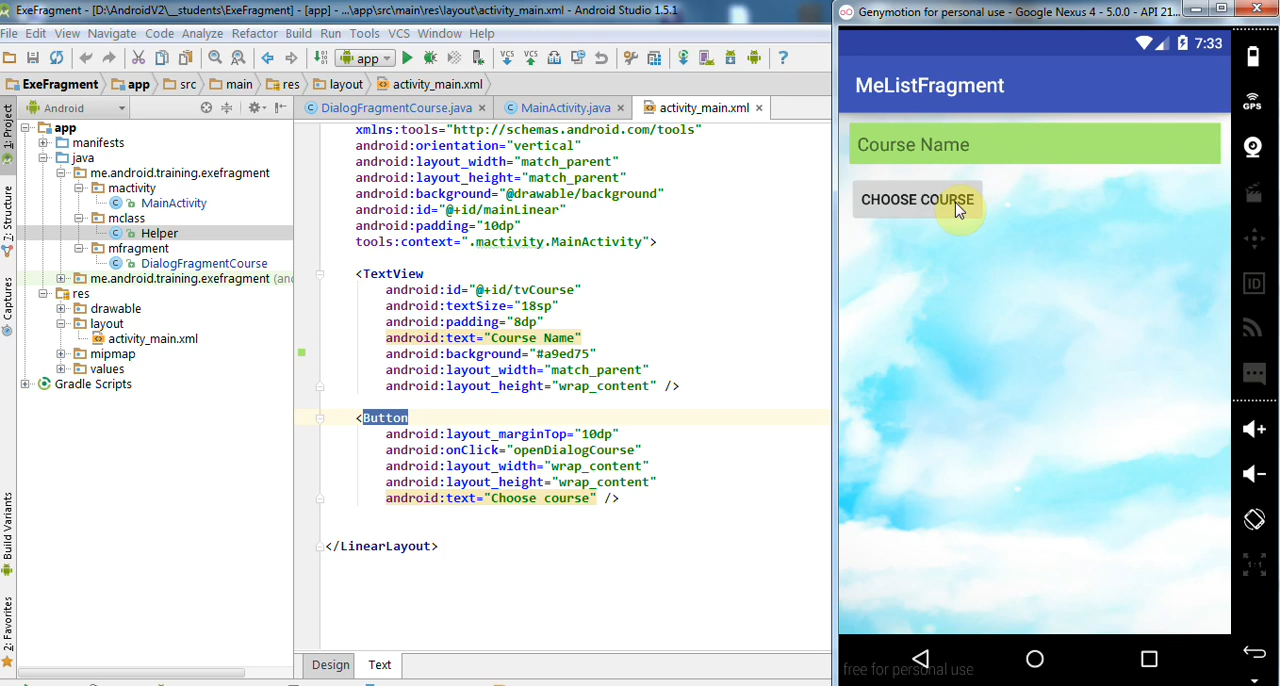 ExeFragment - [D:\AndroidV2\__students\ExeFragment] - [app] - ...\app\src\main\res\layout\activity_main.xml - Android Studio 1.5.1
File Edit View Navigate Code Analyze Refactor Build Run Tools VCS Window Help
app
VCS VCS
ExeFragment app src main res layout activity_main.xml
Android
DialogFragmentCourse.java MainActivity.java activity_main.xml
1: Project
Z: Structure
Captures
Build Variants
2: Favorites
app
manifests
java
me.android.training.exefragment
mactivity
MainActivity
mclass
Helper
mfragment
DialogFragmentCourse
me.android.training.exefragment (and
res
drawable
layout
activity_main.xml
mipmap
values
Gradle Scripts
xmlns:tools="http://schemas.android.com/tools"
android:orientation="vertical"
android:layout_width="match_parent"
android:layout_height="match_parent"
android:background="@drawable/background"
android:id="@+id/mainLinear"
android:padding="10dp"
tools:context=".mactivity.MainActivity">
<TextView
android:id="@+id/tvCourse"
android:textSize="18sp"
android:padding="8dp"
android:text="Course Name"
android:background="#a9ed75"
android:layout_width="match_parent"
android:layout_height="wrap_content" />
<Button
android:layout_marginTop="10dp"
android:onClick="openDialogCourse"
android:layout_width="wrap_content"
android:layout_height="wrap_content"
android:text="Choose course" />
</LinearLayout>
Design Text
Genymotion for personal use - Google Nexus 4 - 5.0.0 - API 21...
7:33
MeListFragment
Course Name
CHOOSE COURSE
free for personal use
GPS
ID
1:1